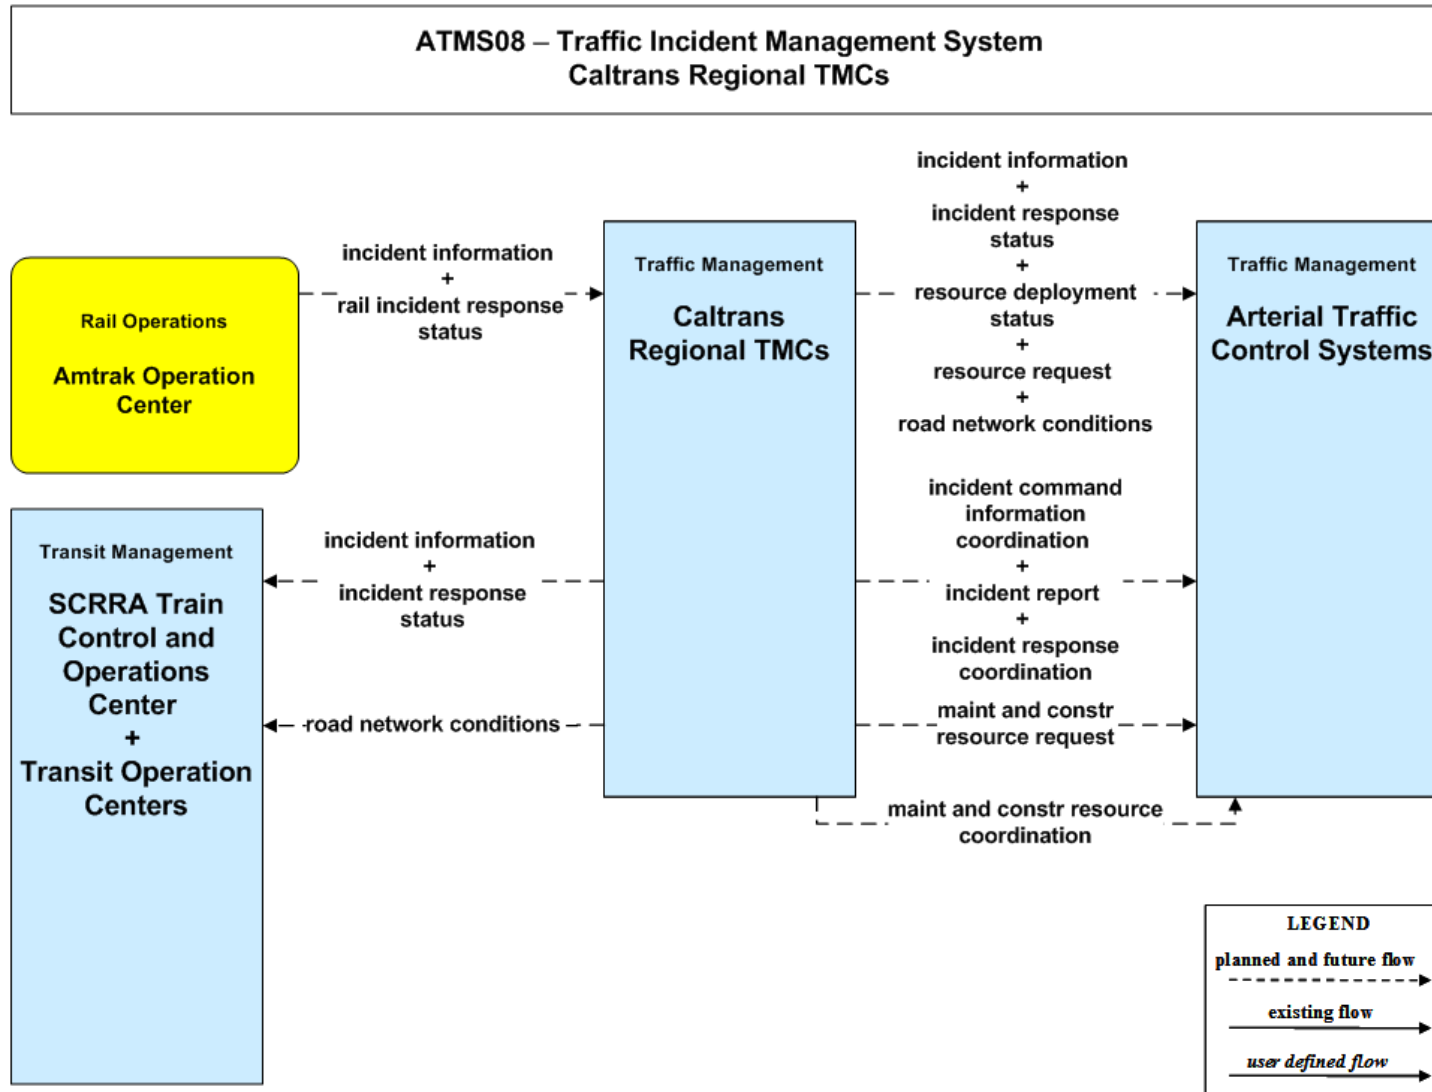 ATMS08 – Traffic Incident Management System
Caltrans Regional TMCs
Rail Operations
Amtrak Operation
Center
incident information
+
rail incident response
status
Traffic Management
Caltrans
Regional TMCs
incident information
+
incident response
status
+
resource deployment
status
+
resource request
+
road network conditions
Traffic Management
Arterial Traffic
Control Systems
Transit Management
SCRRA Train
Control and
Operations
Center
+
Transit Operation
Centers
incident information
+
incident response
status
road network conditions
incident command
information
coordination
+
incident report
+
incident response
coordination
maint and constr
resource request
maint and constr resource
coordination
LEGEND
planned and future flow
existing flow
user defined flow